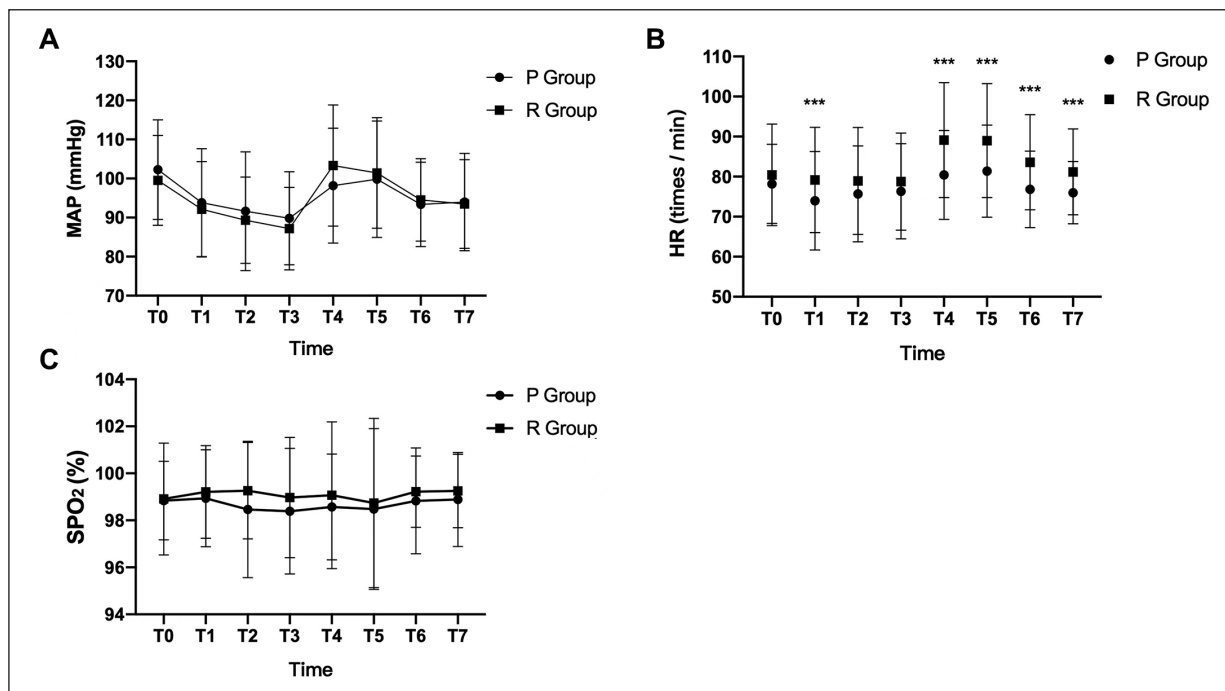 A
130
120
110
100
90
80
70
MAP (mmHg)
T0 T1 T2 T3 T4 T5 T6 T7
Time
P Group
R Group
B
110
100
90
80
70
60
50
HR (times / min)
*** *** *** *** ***
T0 T1 T2 T3 T4 T5 T6 T7
Time
P Group
R Group
C
104
102
100
98
96
94
SPO₂ (%)
T0 T1 T2 T3 T4 T5 T6 T7
Time
P Group
R Group